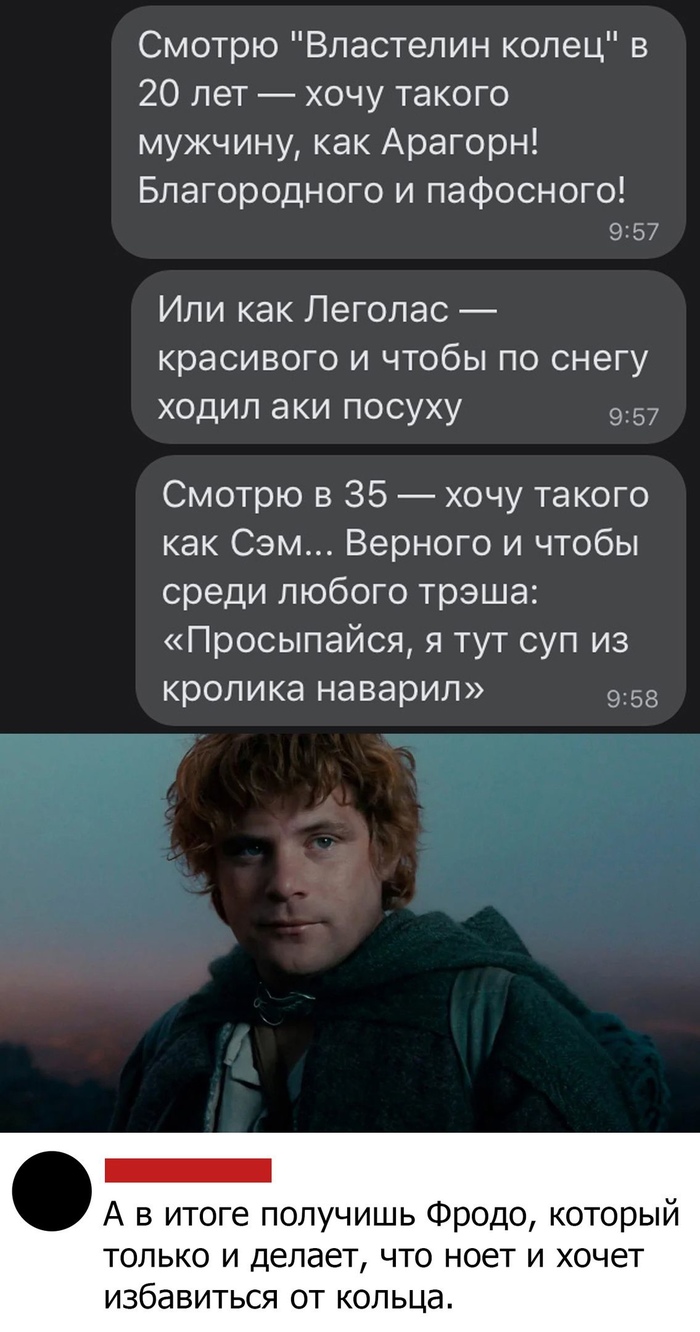 Смотрю "Властелин колец" в
20 лет — хочу такого
мужчину, как Арагорн!
Благородного и пафосного!
9:57
Или как Леголас —
красивого и чтобы по снегу
ходил аки посуху
9:57
Смотрю в 35 — хочу такого
как Сэм... Верного и чтобы
среди любого трэша:
«Просыпайся, я тут суп из
кролика наварил»
9:58
А в итоге получишь Фродо, который
только и делает, что ноет и хочет
избавиться от кольца.